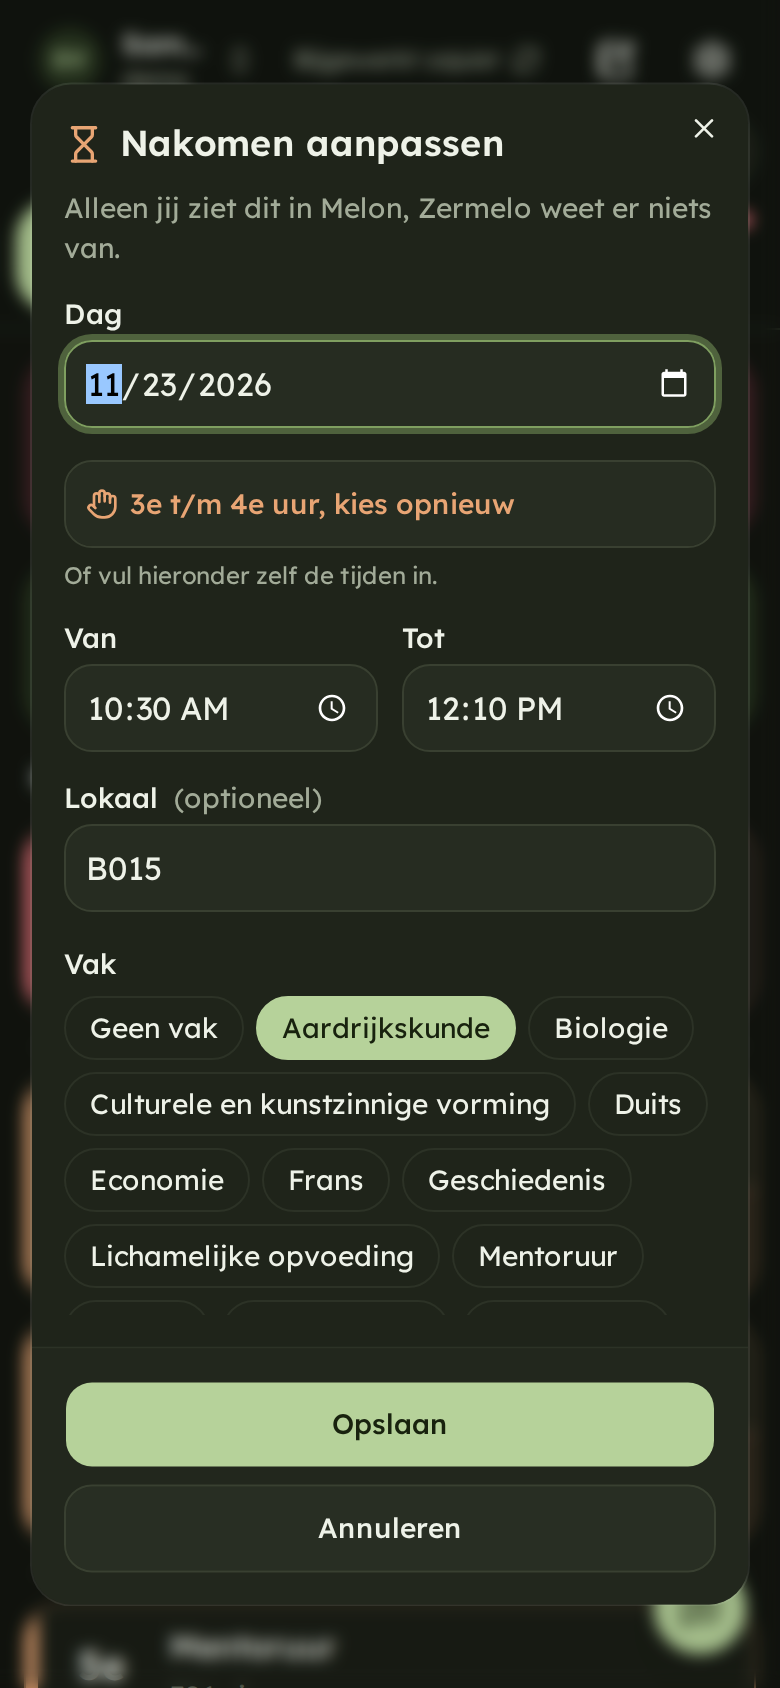 Nakomen aanpassen
Alleen jij ziet dit in Melon, Zermelo weet er niets
van.
Dag
11/23/2026
3e t/m 4e uur, kies opnieuw
Of vul hieronder zelf de tijden in.
Van Tot
10:30 AM 12:10 PM
Lokaal (optioneel)
B015
Vak
Geen vak Aardrijkskunde Biologie
Culturele en kunstzinnige vorming Duits
Economie Frans Geschiedenis
Lichamelijke opvoeding Mentoruur
Opslaan
Annuleren
5e Mentoruur